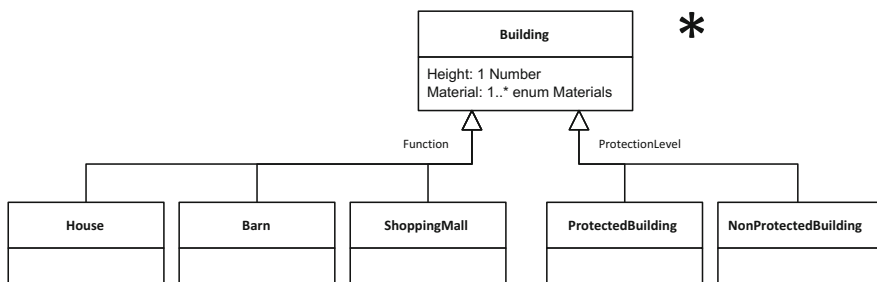 Building
*
Height: 1 Number
Material: 1..* enum Materials
Function
ProtectionLevel
House
Barn
ShoppingMall
ProtectedBuilding
NonProtectedBuilding